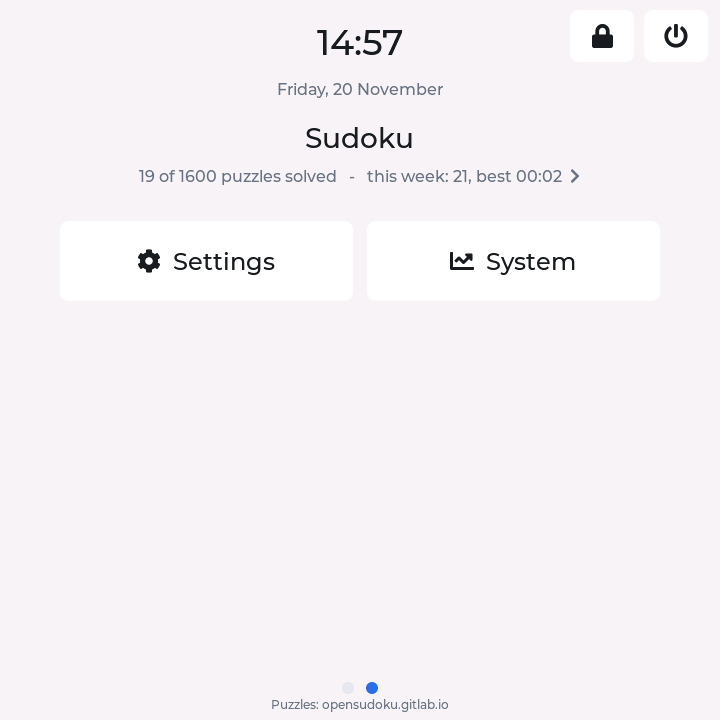 14:57
Friday, 20 November
Sudoku
19 of 1600 puzzles solved - this week: 21, best 00:02
Settings
System
Puzzles: opensudoku.gitlab.io